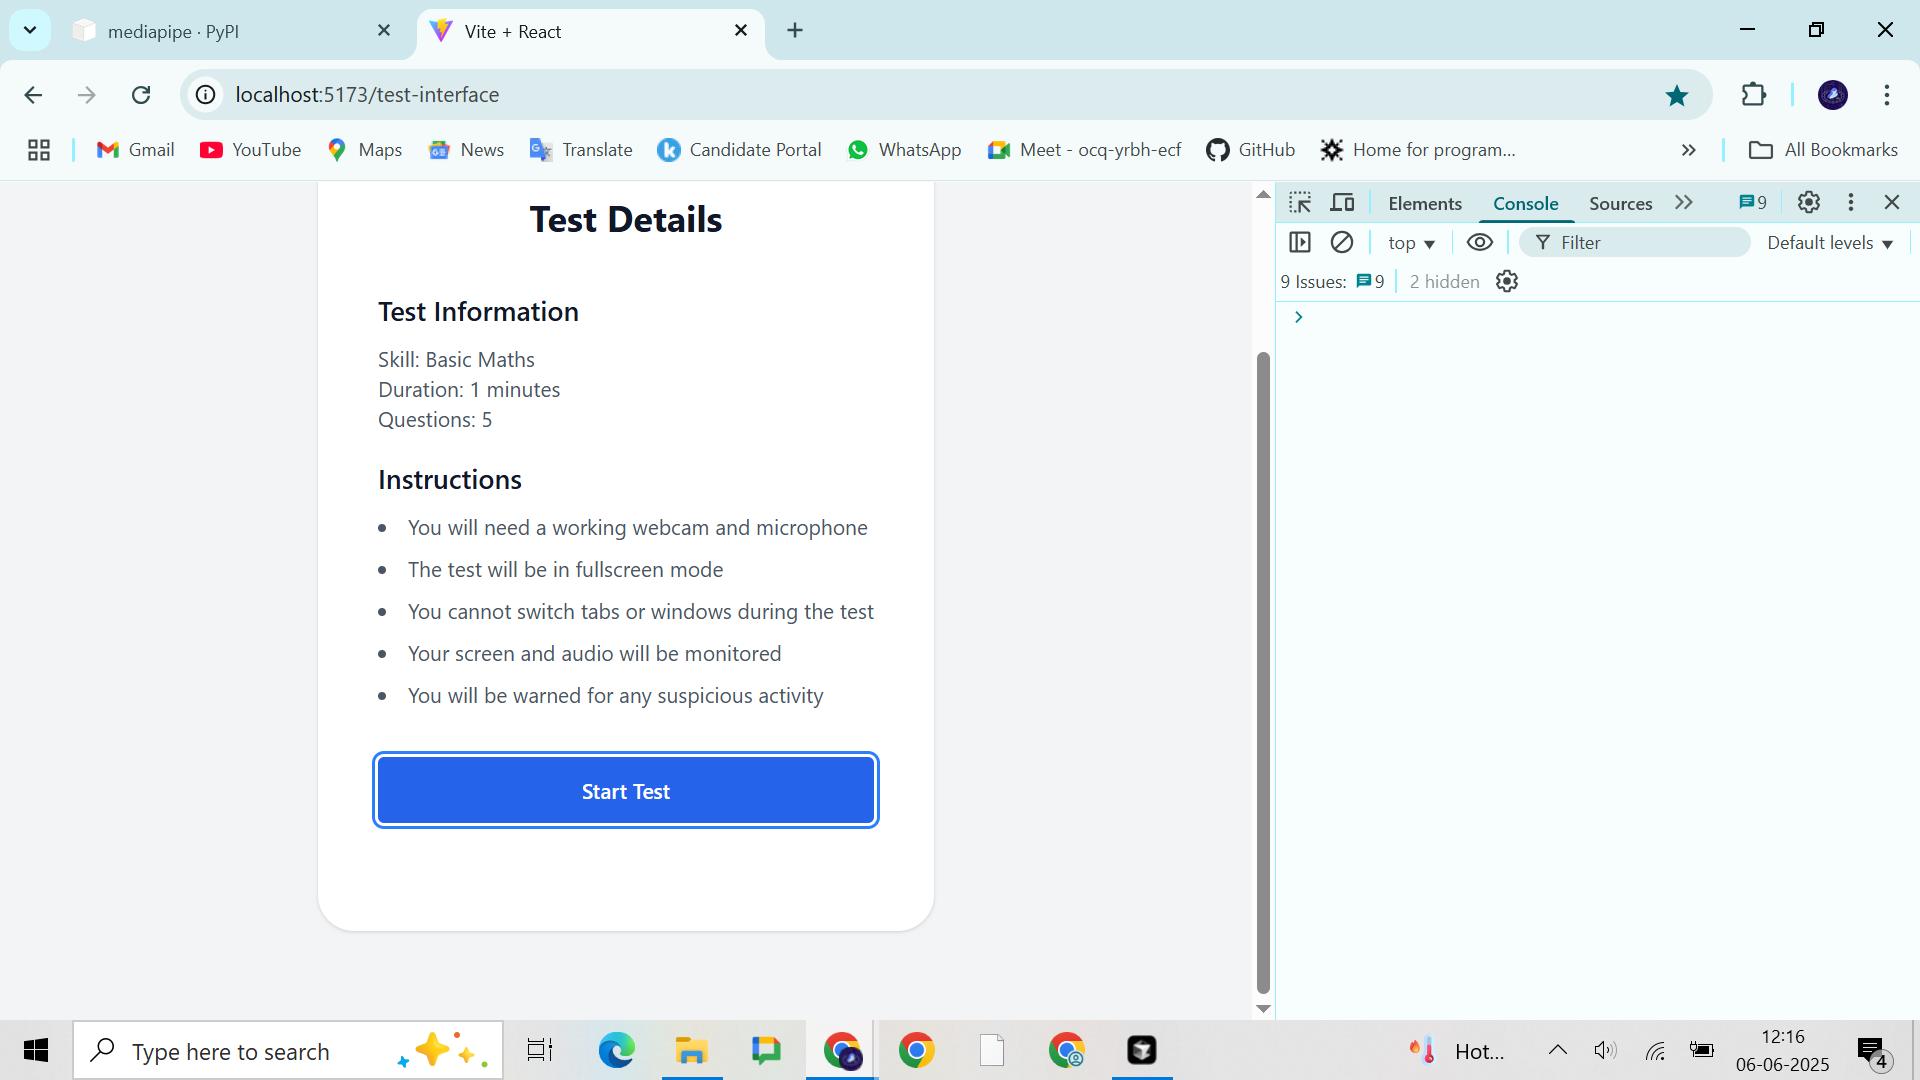 mediapipe · PyPI
Vite + React
localhost:5173/test-interface
Gmail
YouTube
Maps
News
Translate
Candidate Portal
WhatsApp
Meet - ocq-yrbh-ecf
GitHub
Home for program...
All Bookmarks
Test Details
Test Information
Skill: Basic Maths
Duration: 1 minutes
Questions: 5
Instructions
• You will need a working webcam and microphone
• The test will be in fullscreen mode
• You cannot switch tabs or windows during the test
• Your screen and audio will be monitored
• You will be warned for any suspicious activity
Start Test
Elements
Console
Sources
9
top
Filter
Default levels
9 Issues: 9
2 hidden
Type here to search
Hot...
12:16
06-06-2025
4